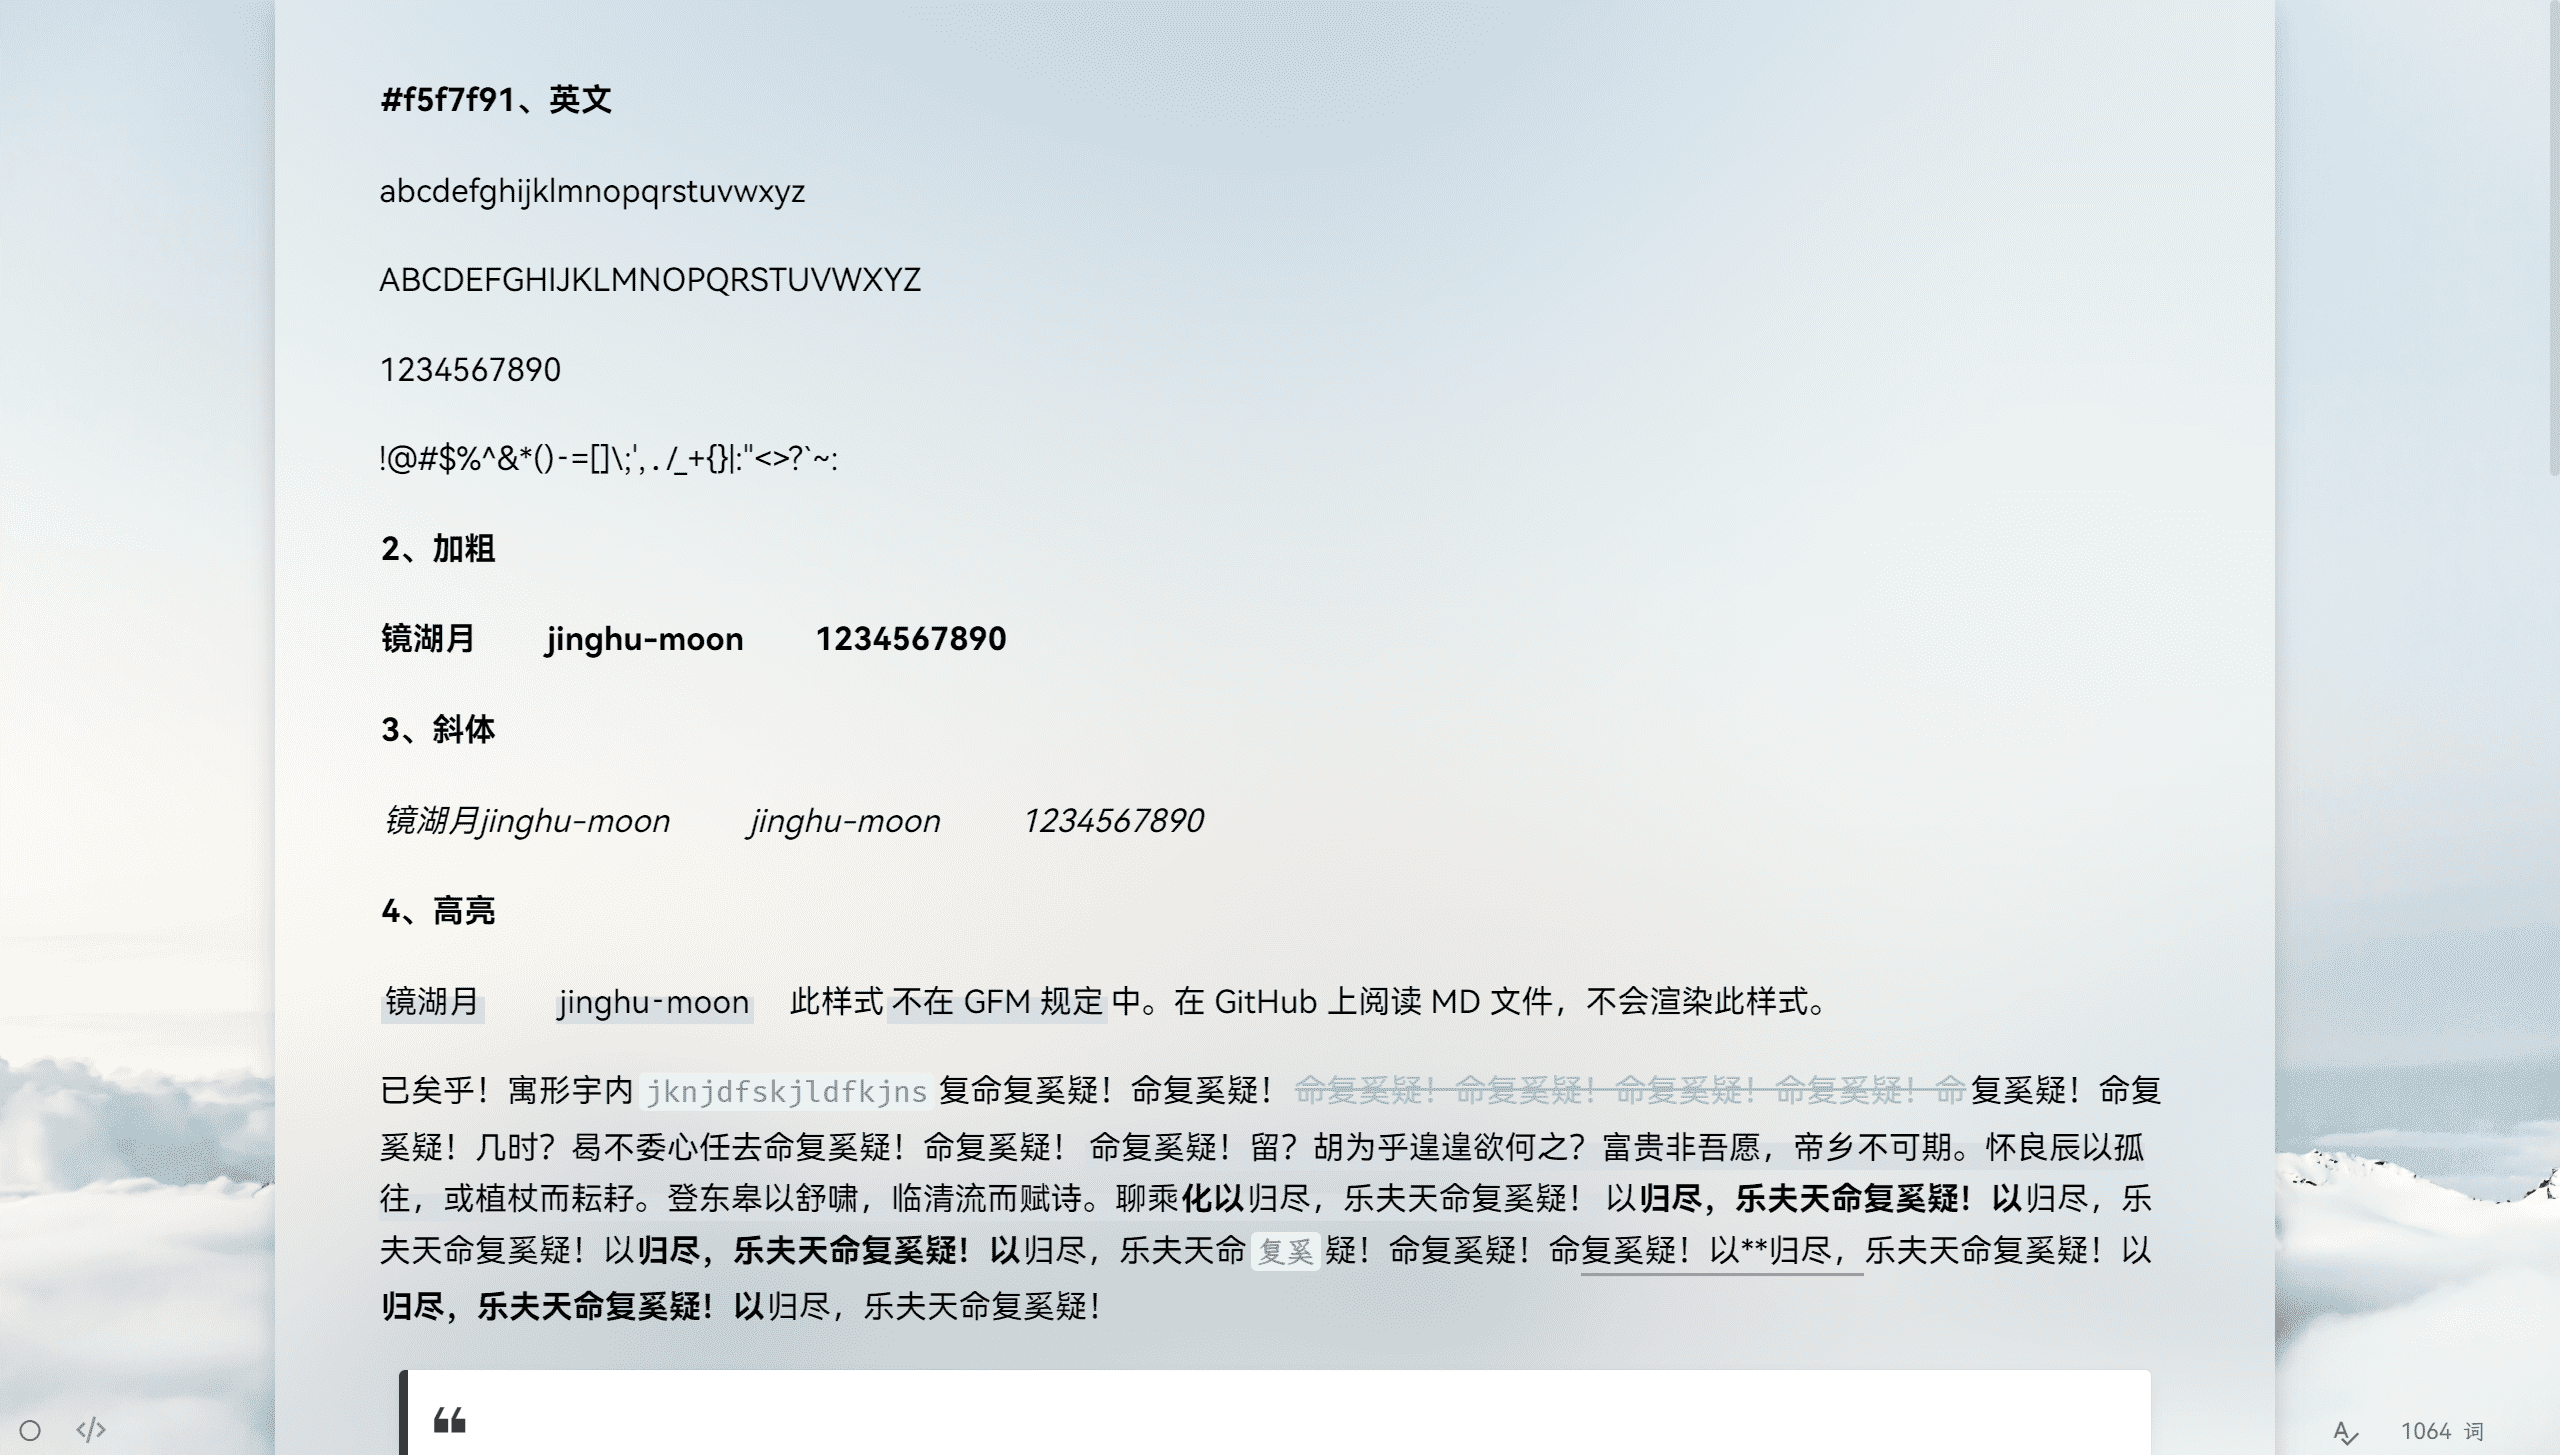 #f5f7f91、英文
abcdefghijklmnopqrstuvwxyz
ABCDEFGHIJKLMNOPQRSTUVWXYZ
1234567890
!@#$%^&*()-=[]\;',./_+{}|:"<>?`~:
2、加粗
镜湖月 jinghu-moon 1234567890
3、斜体
镜湖月jinghu-moon jinghu-moon 1234567890
4、高亮
镜湖月 jinghu-moon 此样式 不在 GFM 规定 中。在 GitHub 上阅读 MD 文件，不会渲染此样式。
已矣乎！寓形宇内 jknjdfskjldfkjns 复命复奚疑！命复奚疑！ 命复奚疑！命复奚疑！命复奚疑！命复奚疑！命复奚疑！命复
奚疑！几时？曷不委心任去命复奚疑！命复奚疑！ 命复奚疑！留？胡为乎遑遑欲何之？富贵非吾愿，帝乡不可期。怀良辰以孤
往，或植杖而耘耔。登东皋以舒啸，临清流而赋诗。聊乘化以归尽，乐夫天命复奚疑！ 以归尽，乐夫天命复奚疑！以归尽，乐
夫天命复奚疑！以归尽，乐夫天命复奚疑！以归尽，乐夫天命 复奚 疑！命复奚疑！命复奚疑！以**归尽，乐夫天命复奚疑！以
归尽，乐夫天命复奚疑！以归尽，乐夫天命复奚疑！
❝
1064 词